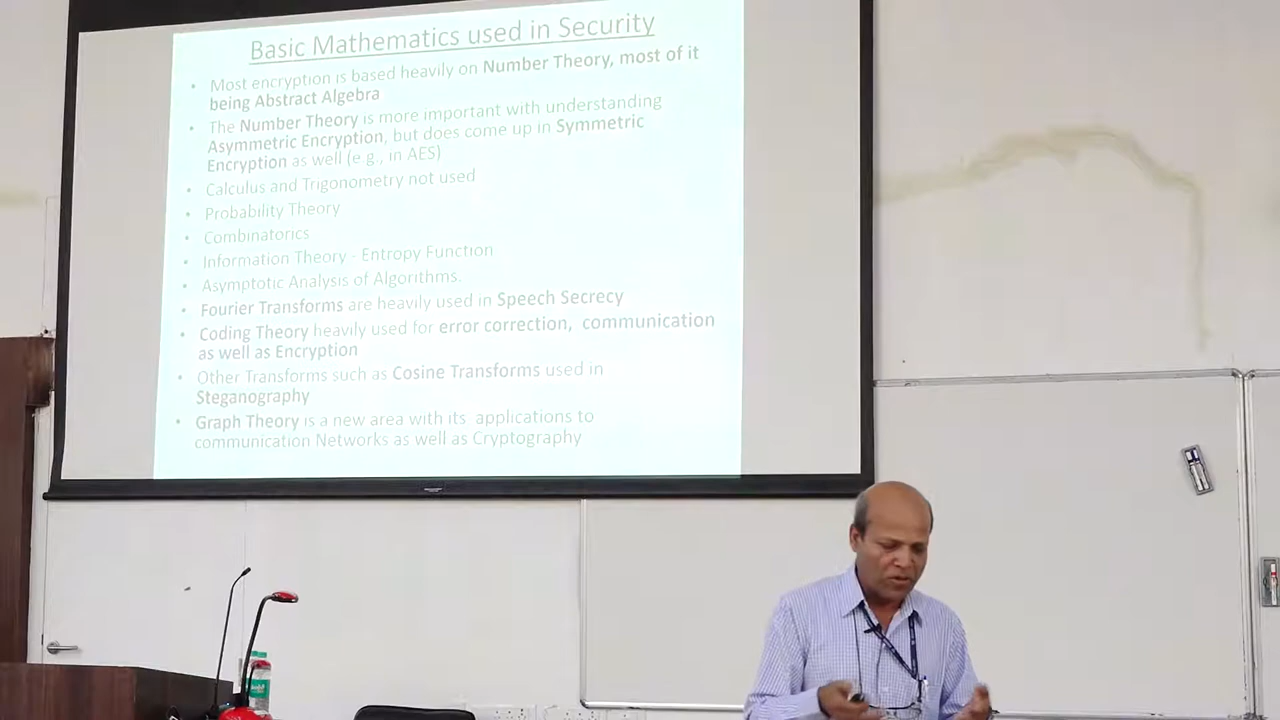 Basic Mathematics used in Security
• Most encryption is based heavily on Number Theory, most of it
being Abstract Algebra
• The Number Theory is more important with understanding
Asymmetric Encryption, but does come up in Symmetric
Encryption as well (e.g., in AES)
• Calculus and Trigonometry not used
• Probability Theory
• Combinatorics
• Information Theory - Entropy Function
• Asymptotic Analysis of Algorithms.
• Fourier Transforms are heavily used in Speech Secrecy
• Coding Theory heavily used for error correction, communication
as well as Encryption
• Other Transforms such as Cosine Transforms used in
Steganography
• Graph Theory is a new area with its applications to
communication Networks as well as Cryptography